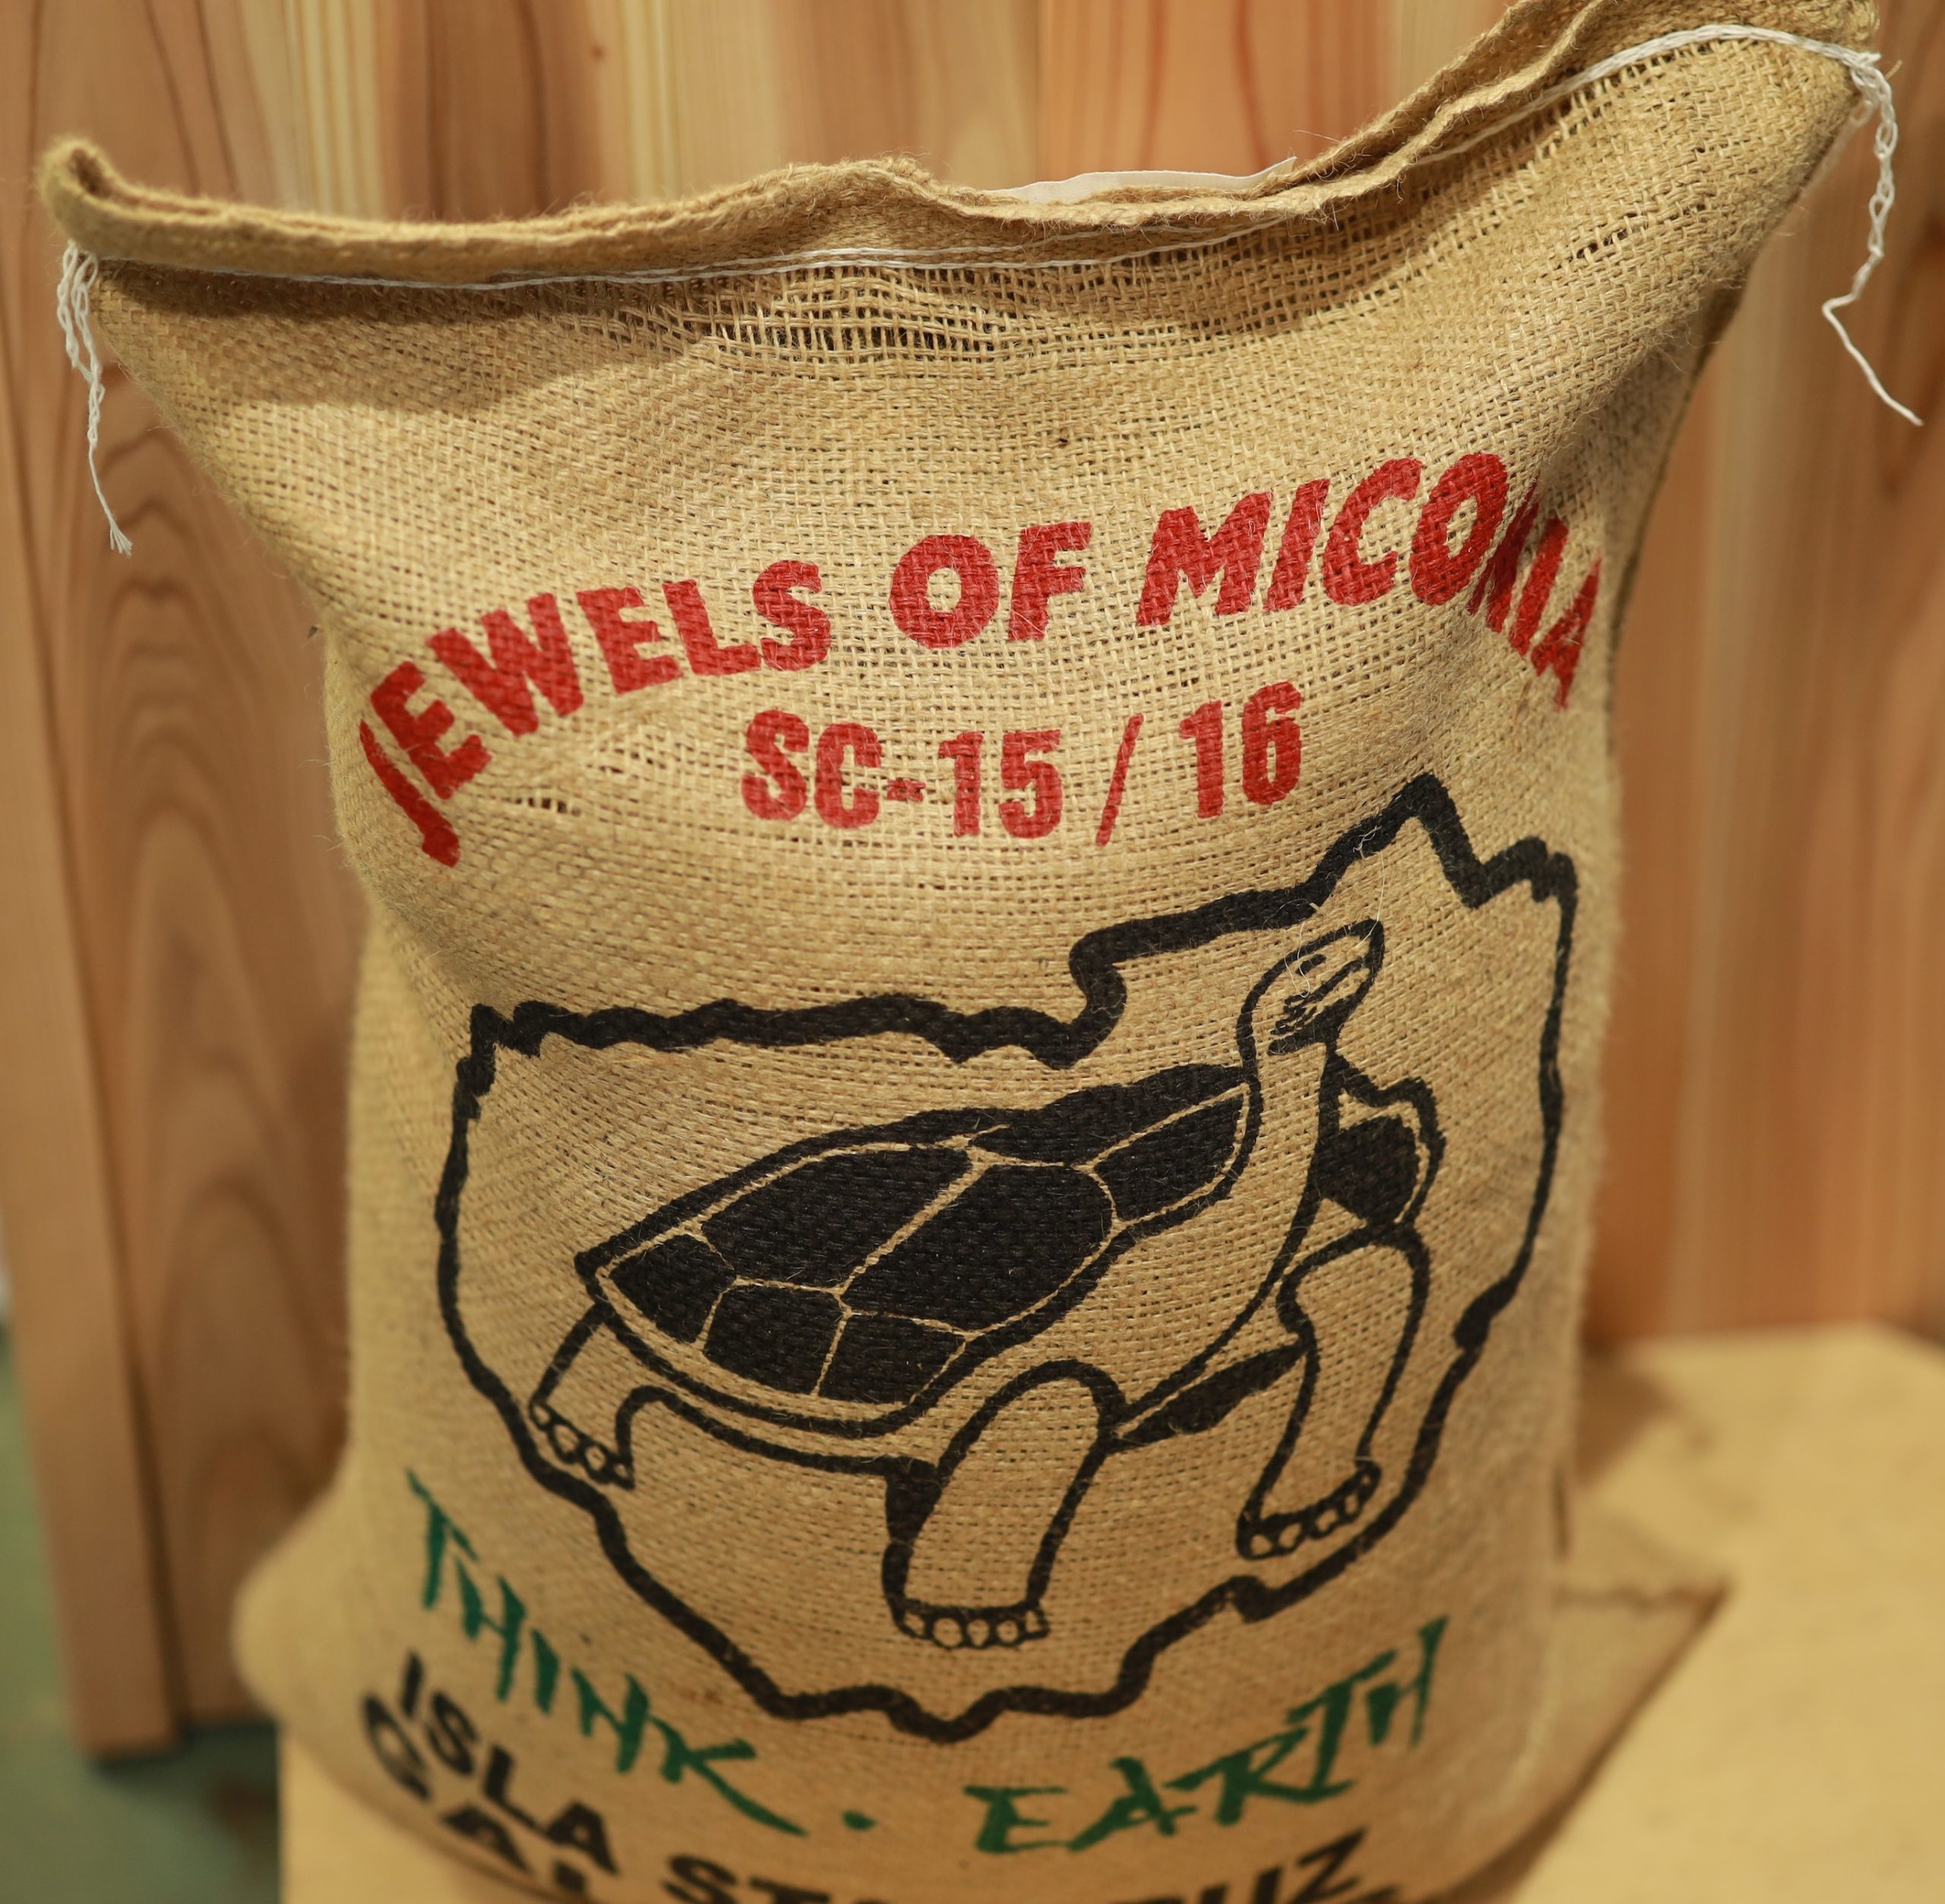 JEWELS OF MICONIA
SC-15 / 16
THINK. EARTH
ISLA